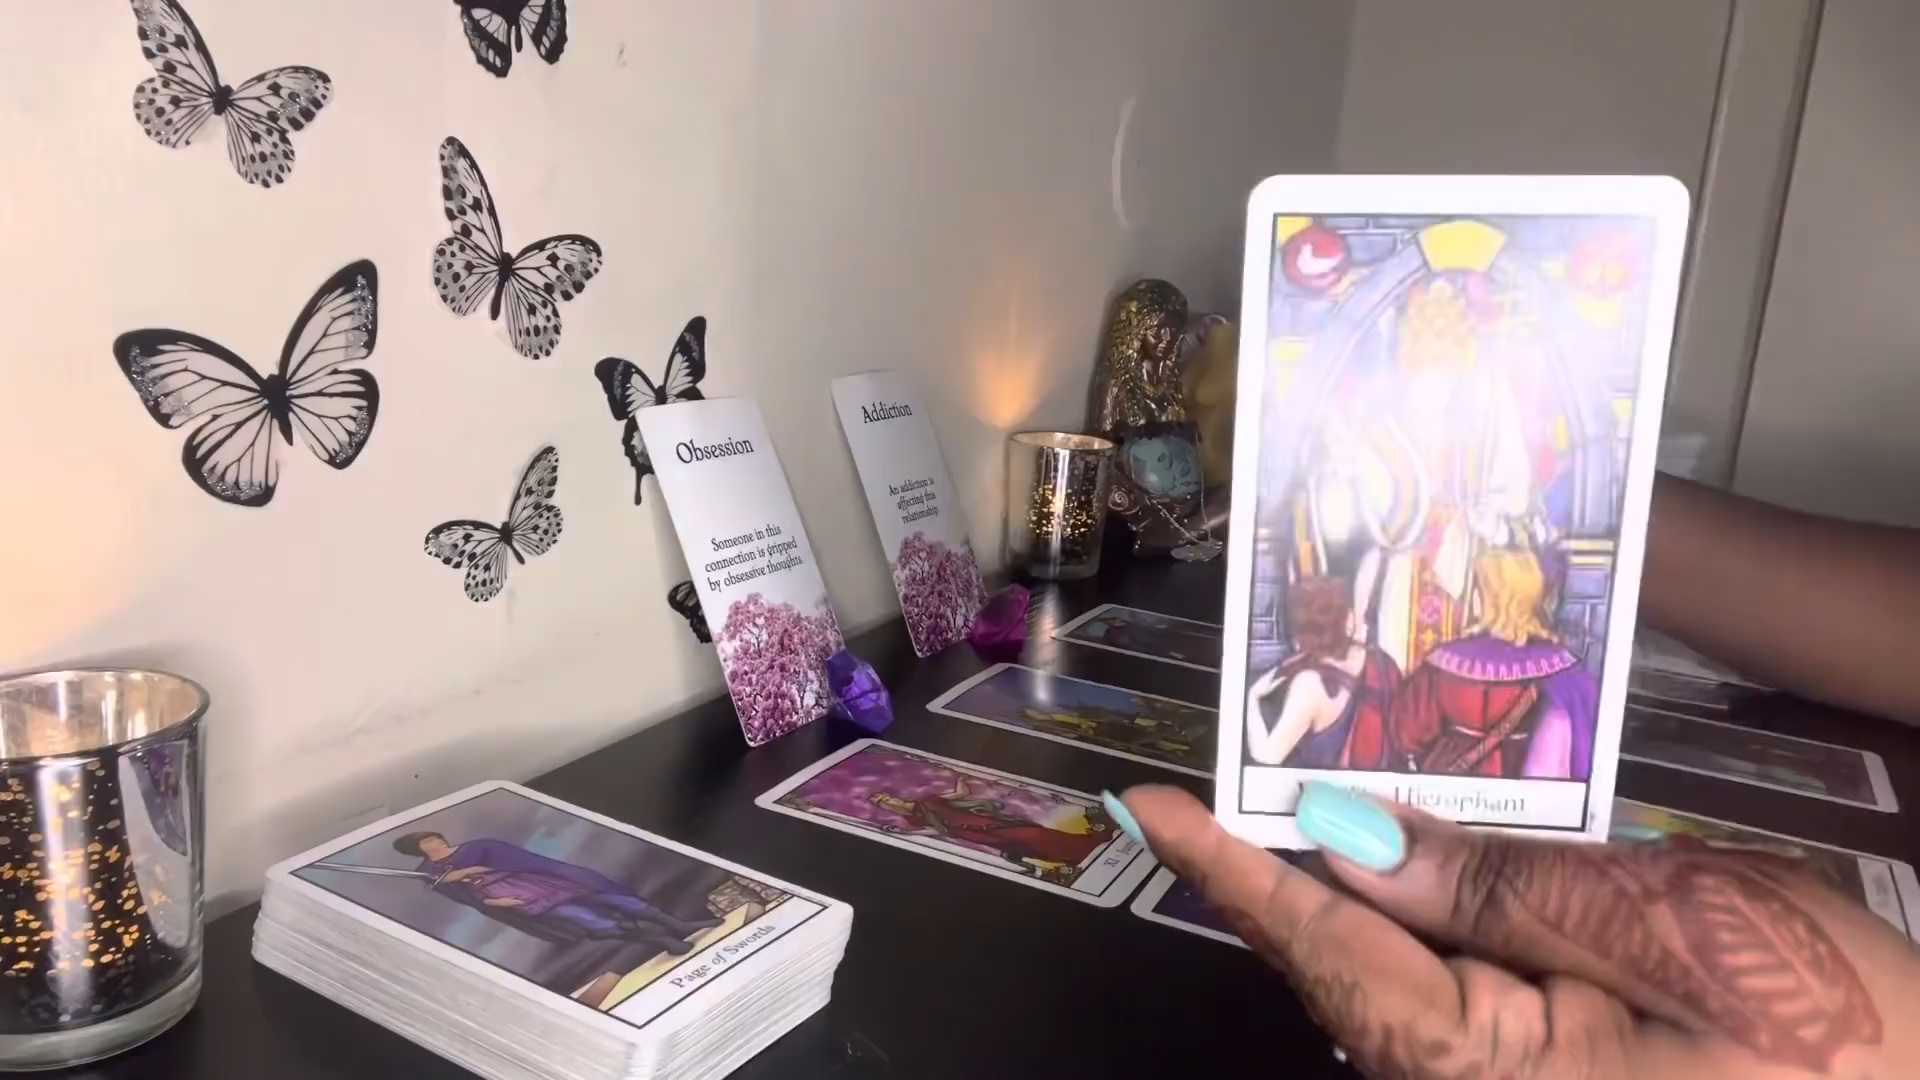 Obsession
Someone in this
connection is gripped
by obsessive thoughts.
Addiction
An addiction is
affecting this
relationship
Hierophant
XI
Page of Swords